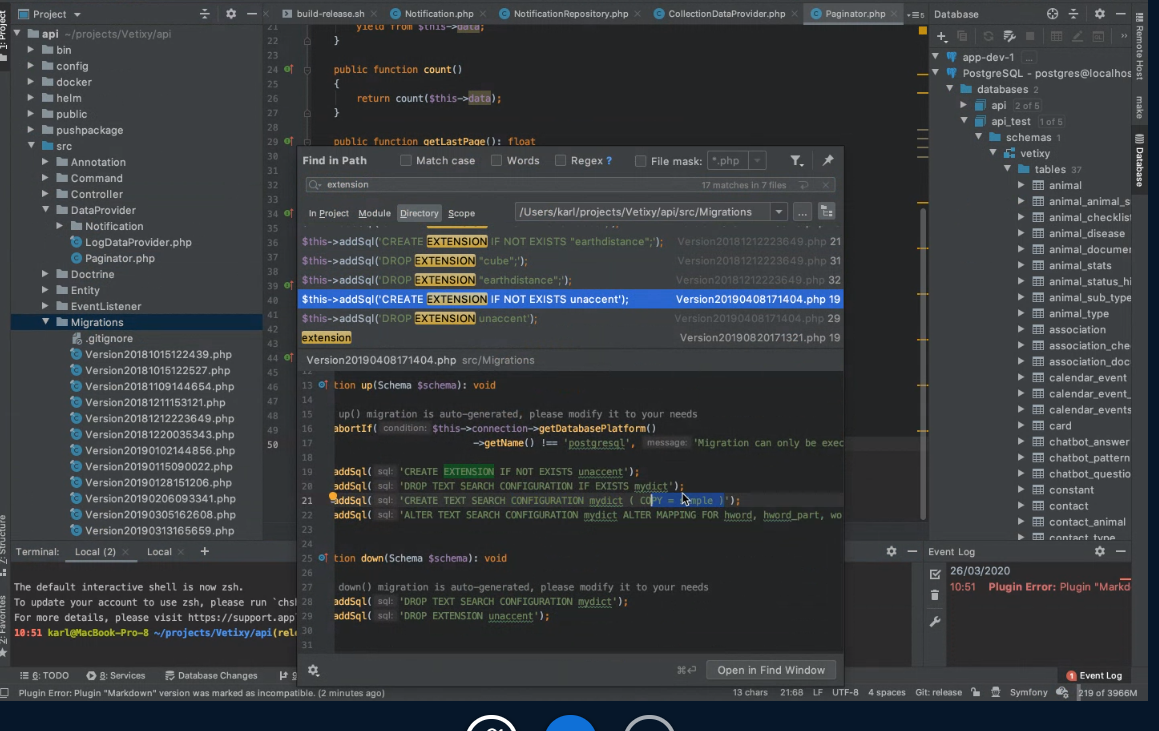 Project
build-release.sh
Notification.php
NotificationRepository.php
CollectionDataProvider.php
Paginator.php
Database
1: Project
api ~/projects/Vetixy/api
bin
config
docker
helm
public
pushpackage
src
Annotation
Command
Controller
DataProvider
Notification
LogDataProvider.php
Paginator.php
Doctrine
Entity
EventListener
Migrations
.gitignore
Version20181015122439.php
Version20181015122527.php
Version20181109144654.php
Version20181211153121.php
Version20181212223649.php
Version20181220035343.php
Version20190102144856.php
Version20190115090022.php
Version20190128151206.php
Version20190206093341.php
Version20190305162608.php
Version20190313165659.php
21 yield from $this->data;
22 }
24 public function count()
25 {
26 return count($this->data);
27 }
28
29 public function getLastPage(): float
30
31
34
39
40
44
49
50
Find in Path
Match case
Words
Regex ?
File mask: *.php
extension
17 matches in 7 files
In Project Module Directory Scope
/Users/karl/projects/Vetixy/api/src/Migrations
...
$this->addSql('CREATE EXTENSION IF NOT EXISTS "earthdistance";'); Version20181212223649.php 21
$this->addSql('DROP EXTENSION "cube";'); Version20181212223649.php 31
$this->addSql('DROP EXTENSION "earthdistance";'); Version20181212223649.php 32
$this->addSql('CREATE EXTENSION IF NOT EXISTS unaccent'); Version20190408171404.php 19
$this->addSql('DROP EXTENSION unaccent'); Version20190408171404.php 29
extension Version20190820171321.php 19
Version20190408171404.php src/Migrations
12
13 tion up(Schema $schema): void
14
15 up() migration is auto-generated, please modify it to your needs
16 abortIf( condition: $this->connection->getDatabasePlatform()
17 ->getName() !== 'postgresql', message: 'Migration can only be exec
18
19 addSql( sql: 'CREATE EXTENSION IF NOT EXISTS unaccent');
20 addSql( sql: 'DROP TEXT SEARCH CONFIGURATION IF EXISTS mydict');
21 addSql( sql: 'CREATE TEXT SEARCH CONFIGURATION mydict ( COPY = simple )');
22 addSql( sql: 'ALTER TEXT SEARCH CONFIGURATION mydict ALTER MAPPING FOR hword, hword_part, wo
24
25 tion down(Schema $schema): void
26
27 down() migration is auto-generated, please modify it to your needs
28 addSql( sql: 'DROP TEXT SEARCH CONFIGURATION mydict');
29 addSql( sql: 'DROP EXTENSION unaccent');
30
31
Open in Find Window
app-dev-1 ...
PostgreSQL - postgres@localhos
databases 2
api 2 of 5
api_test 1 of 5
schemas 1
vetixy
tables 37
animal
animal_animal_s
animal_checklist
animal_disease
animal_documen
animal_stats
animal_status_hi
animal_sub_type
animal_type
association
association_che
association_doc
calendar_event
calendar_events
card
chatbot_answer
chatbot_pattern
chatbot_questio
constant
contact
contact_animal
contact_type
Remote Host
make
Database
Z: Structure
2: Favorites
Terminal: Local (2) Local +
The default interactive shell is now zsh.
To update your account to use zsh, please run `chsh
For more details, please visit https://support.app
10:51 karl@MacBook-Pro-8 ~/projects/Vetixy/api(rel
Event Log
26/03/2020
10:51 Plugin Error: Plugin "Markd
6: TODO
8: Services
Database Changes
9
1 Event Log
Plugin Error: Plugin "Markdown" version was marked as incompatible. (2 minutes ago)
13 chars 21:68 LF UTF-8 4 spaces Git: release Symfony 219 of 3966M